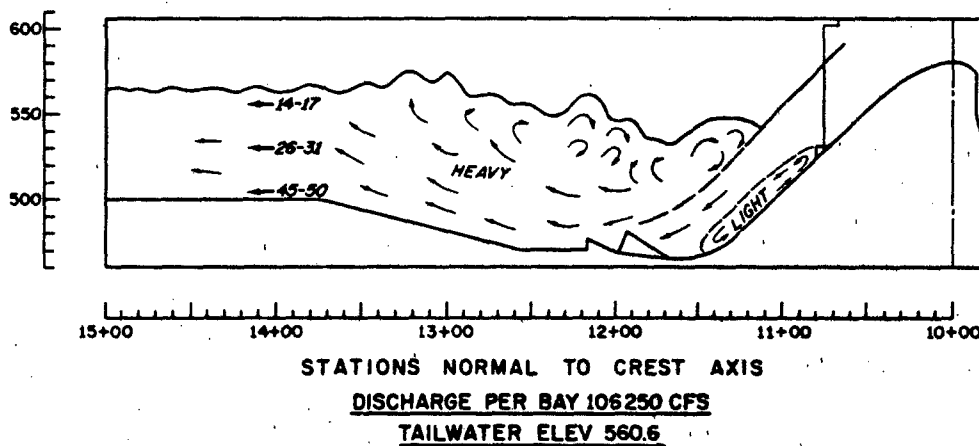 600
550
500
14-17
26-31
45-50
HEAVY
LIGHT
15+00 14+00 13+00 12+00 11+00 10+00
STATIONS NORMAL TO CREST AXIS
DISCHARGE PER BAY 106250 CFS
TAILWATER ELEV 560.6